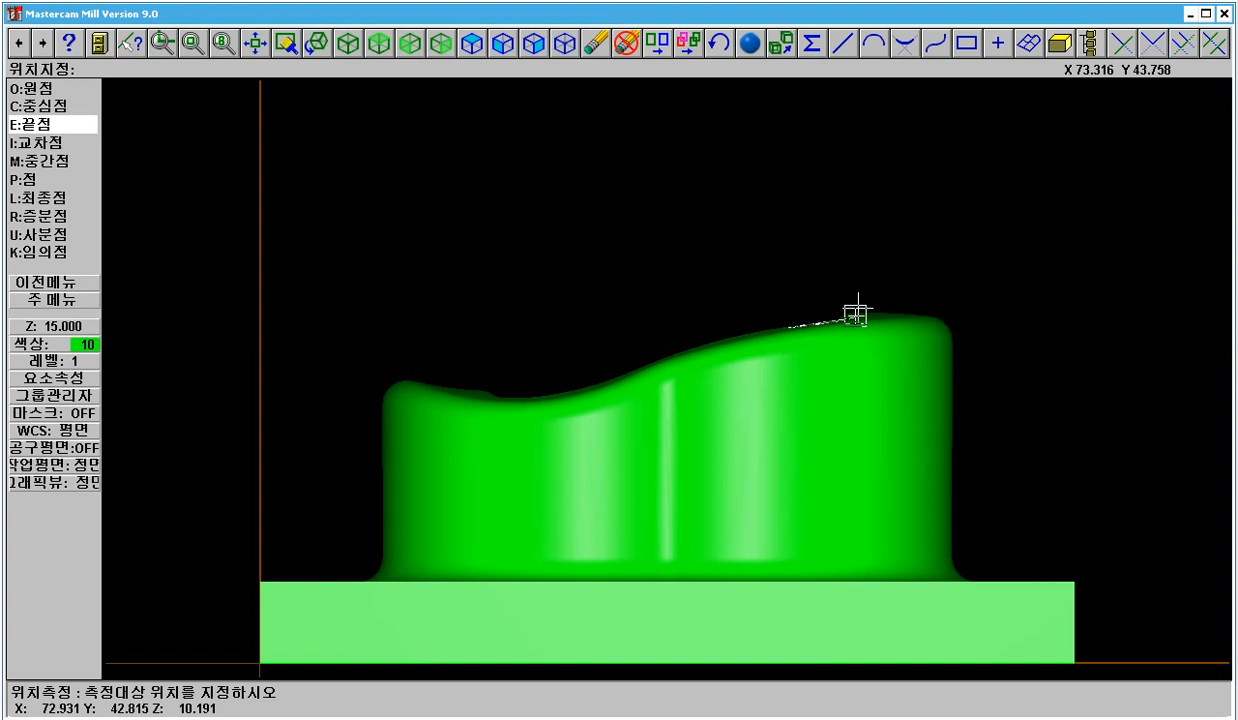 Mastercam Mill Version 9.0
위치지정:
X 73.316 Y 43.758
O:원점
C:중심점
E:끝점
I:교차점
M:중간점
P:점
L:최종점
R:증분점
U:사분점
K:임의점
이전메뉴
주 메뉴
Z: 15.000
색상: 10
레벨: 1
요소속성
그룹관리자
마스크: OFF
WCS: 평면
공구평면:OFF
작업평면: 정면
그래픽뷰: 정면
위치측정 : 측정대상 위치를 지정하시오
X: 72.931 Y: 42.815 Z: 10.191